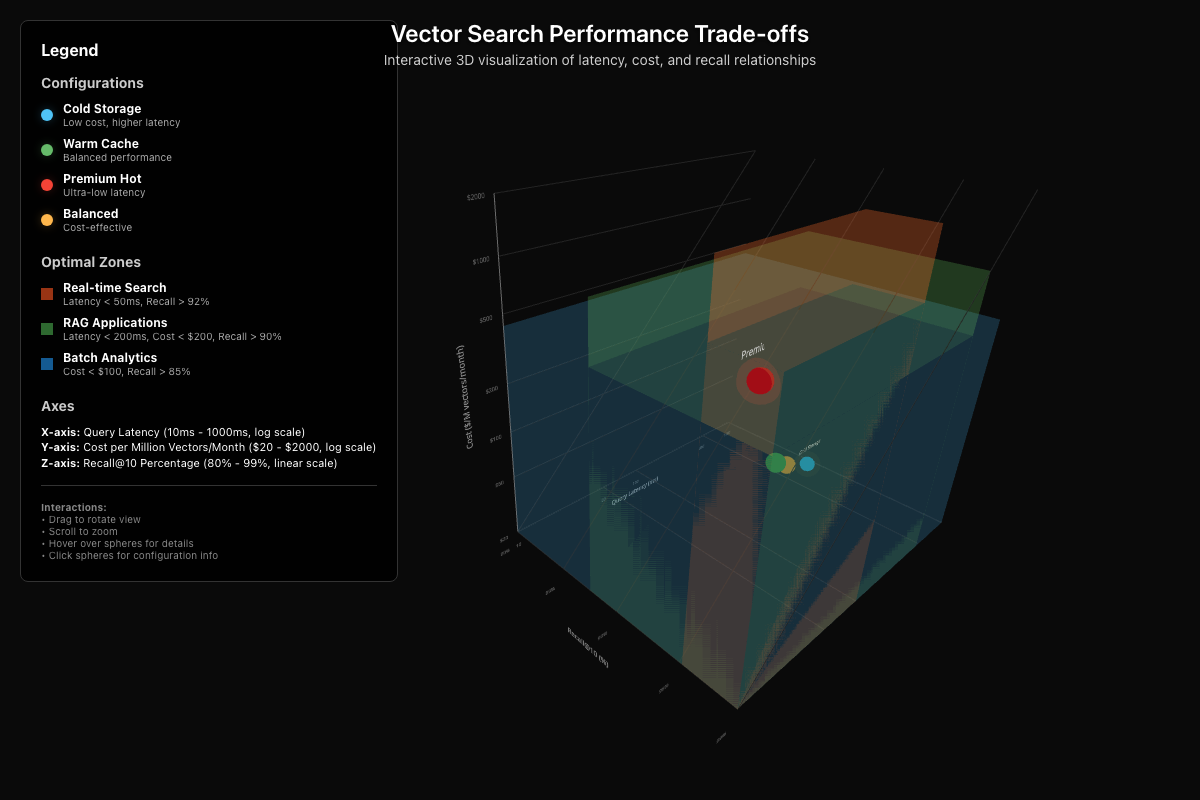 Vector Search Performance Trade-offs
Interactive 3D visualization of latency, cost, and recall relationships
Legend
Configurations
Cold Storage
Low cost, higher latency
Warm Cache
Balanced performance
Premium Hot
Ultra-low latency
Balanced
Cost-effective
Optimal Zones
Real-time Search
Latency < 50ms, Recall > 92%
RAG Applications
Latency < 200ms, Cost < $200, Recall > 90%
Batch Analytics
Cost < $100, Recall > 85%
Axes
X-axis: Query Latency (10ms - 1000ms, log scale)
Y-axis: Cost per Million Vectors/Month ($20 - $2000, log scale)
Z-axis: Recall@10 Percentage (80% - 99%, linear scale)
Interactions:
• Drag to rotate view
• Scroll to zoom
• Hover over spheres for details
• Click spheres for configuration info
$2000
$1000
$500
$200
$100
$50
$20
Cost ($/M vectors/month)
Premi
Query Latency (ms)
Recall@10 (%)